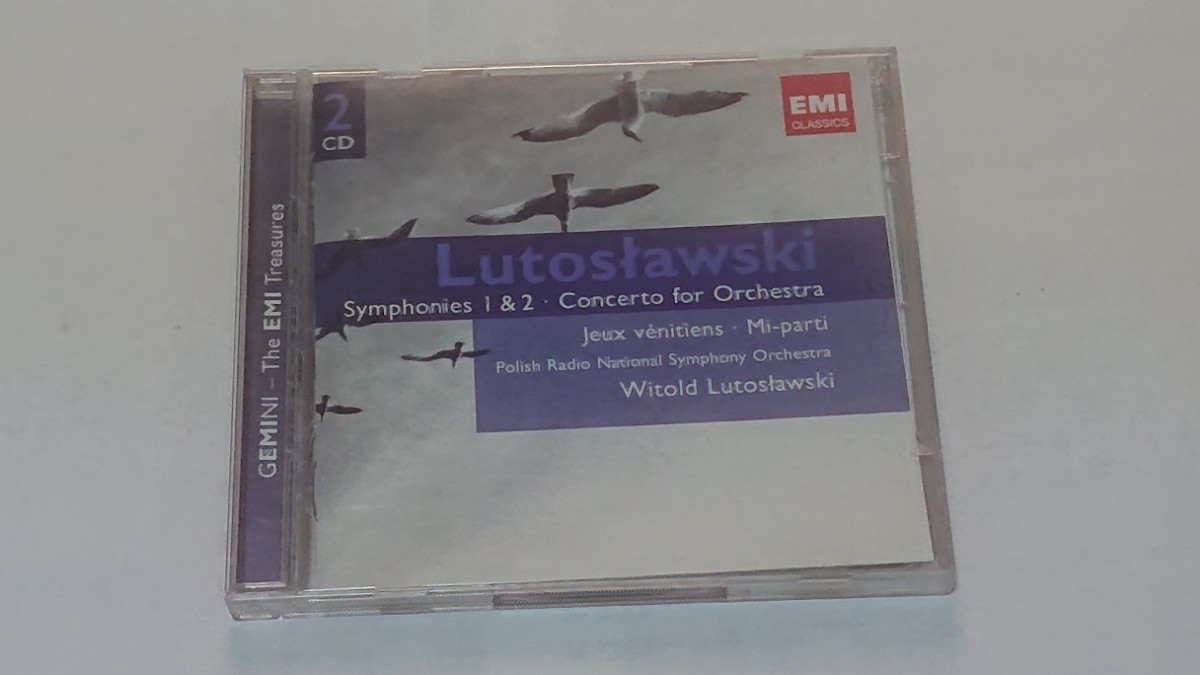 GEMINI – The EMI Treasures
2
CD
EMI
CLASSICS
Lutosławski
Symphonies 1 & 2 · Concerto for Orchestra
Jeux vénitiens · Mi-parti
Polish Radio National Symphony Orchestra
Witold Lutosławski